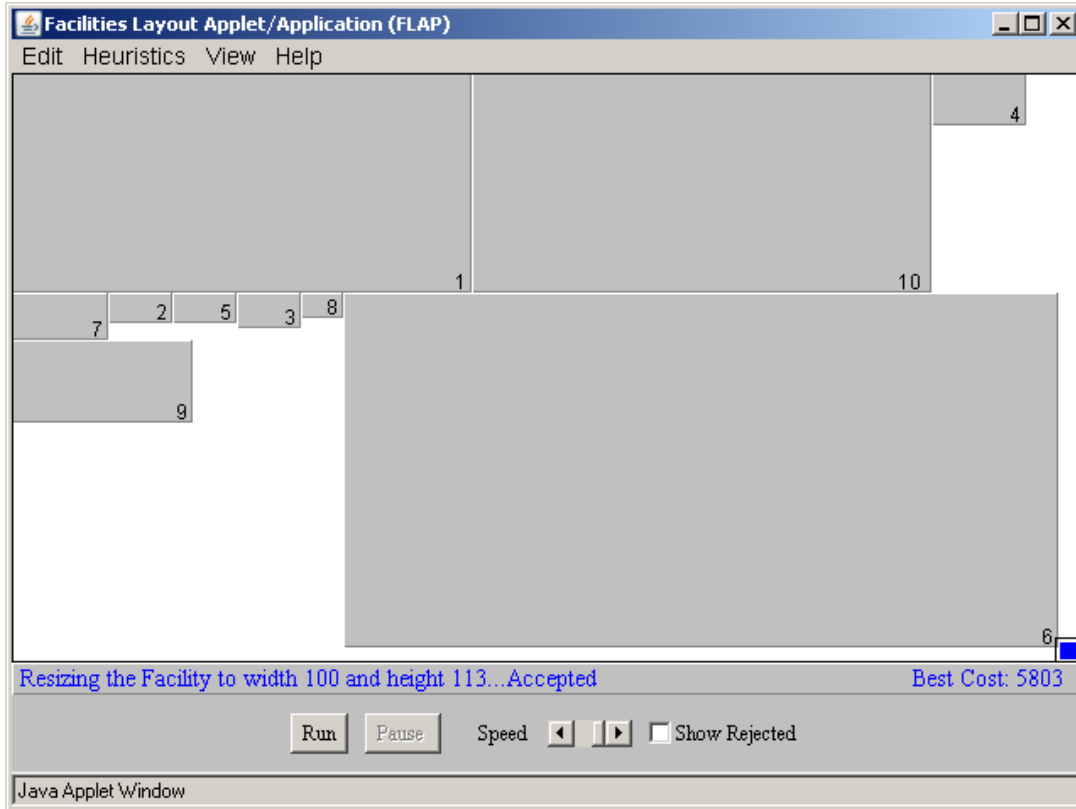 Facilities Layout Applet/Application (FLAP)
Edit Heuristics View Help
4
1
10
7
2
5
3
8
9
6
Resizing the Facility to width 100 and height 113...Accepted
Best Cost: 5803
Run Pause Speed Show Rejected
Java Applet Window